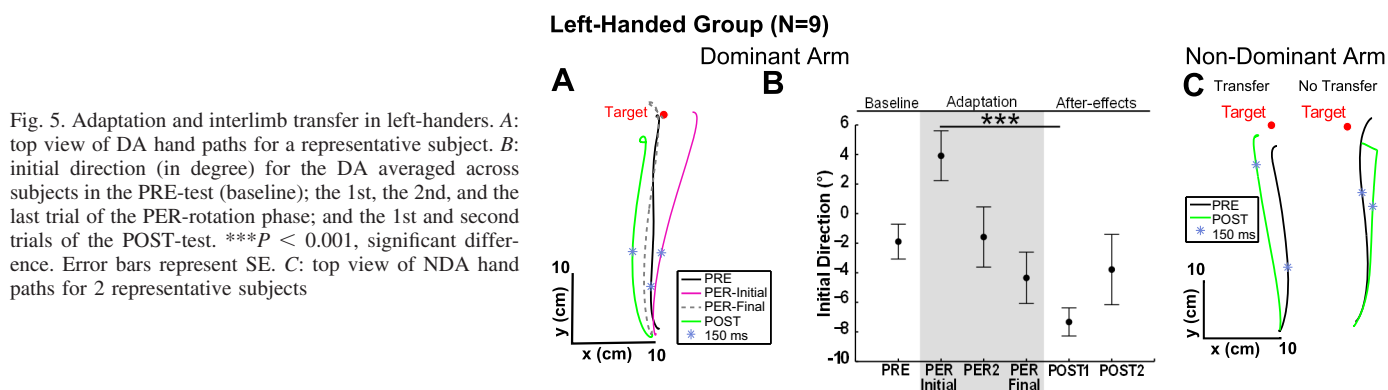 Left-Handed Group (N=9)
Dominant Arm
Non-Dominant Arm
Fig. 5. Adaptation and interlimb transfer in left-handers. A:
top view of DA hand paths for a representative subject. B:
initial direction (in degree) for the DA averaged across
subjects in the PRE-test (baseline); the 1st, the 2nd, and the
last trial of the PER-rotation phase; and the 1st and second
trials of the POST-test. ***P < 0.001, significant differ-
ence. Error bars represent SE. C: top view of NDA hand
paths for 2 representative subjects
A
Target
10
y (cm)
x (cm)
10
PRE
PER-Initial
PER-Final
POST
150 ms
B
Baseline
Adaptation
After-effects
***
Initial Direction (°)
6
4
2
0
−2
−4
−6
−8
-10
PRE
PER
Initial
PER2
PER
Final
POST1
POST2
C
Transfer
No Transfer
Target
Target
PRE
POST
150 ms
10
y (cm)
x (cm)
10